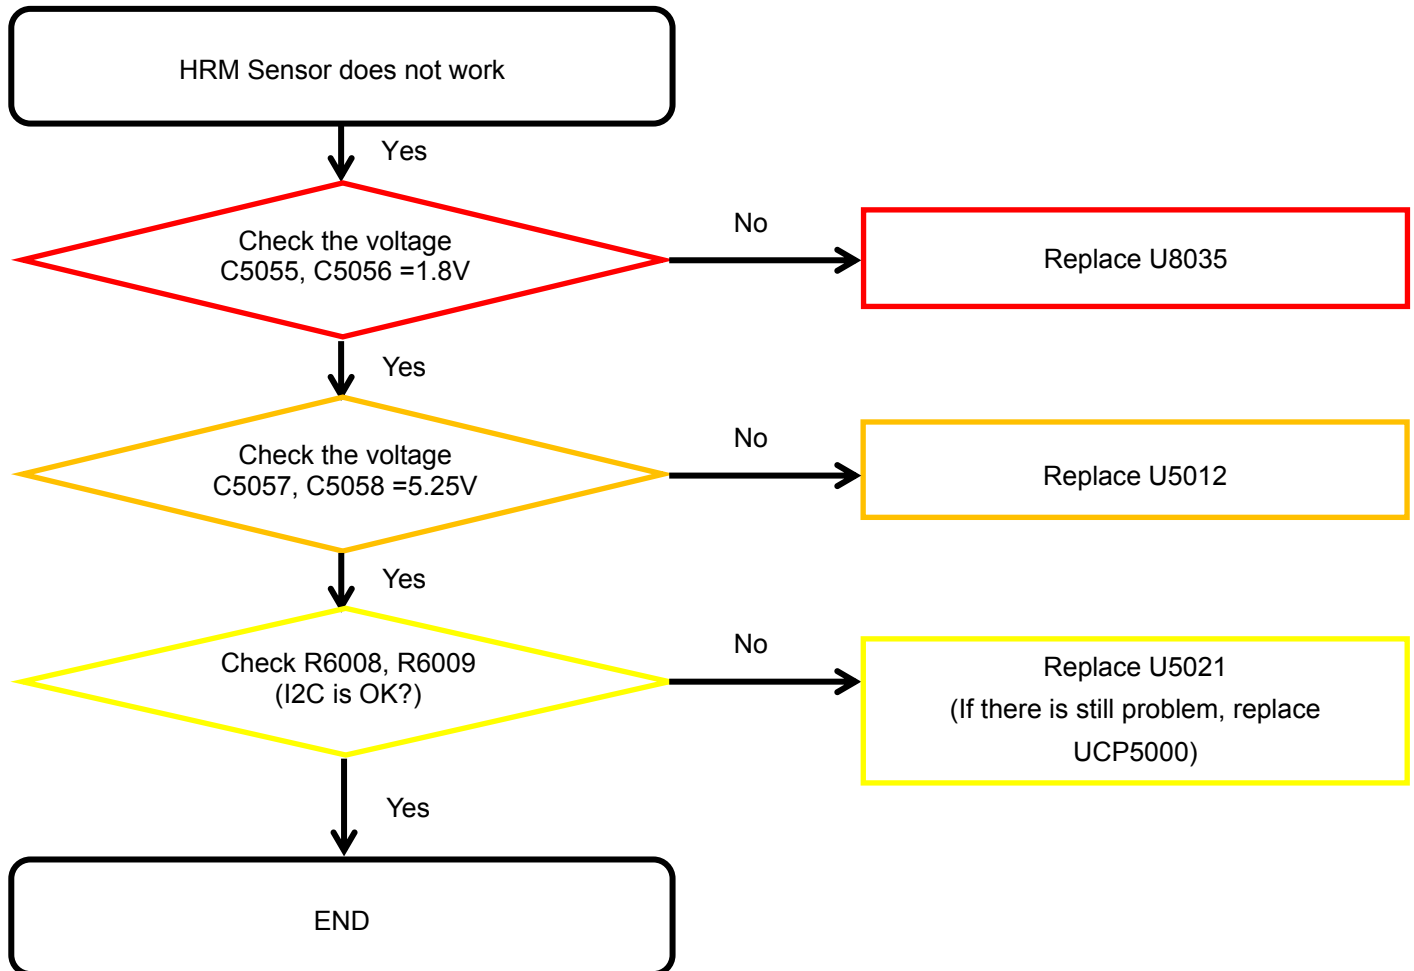 HRM Sensor does not work
Yes
Check the voltage
C5055, C5056 =1.8V
No
Replace U8035
Yes
Check the voltage
C5057, C5058 =5.25V
No
Replace U5012
Yes
Check R6008, R6009
(I2C is OK?)
No
Replace U5021
(If there is still problem, replace
UCP5000)
Yes
END